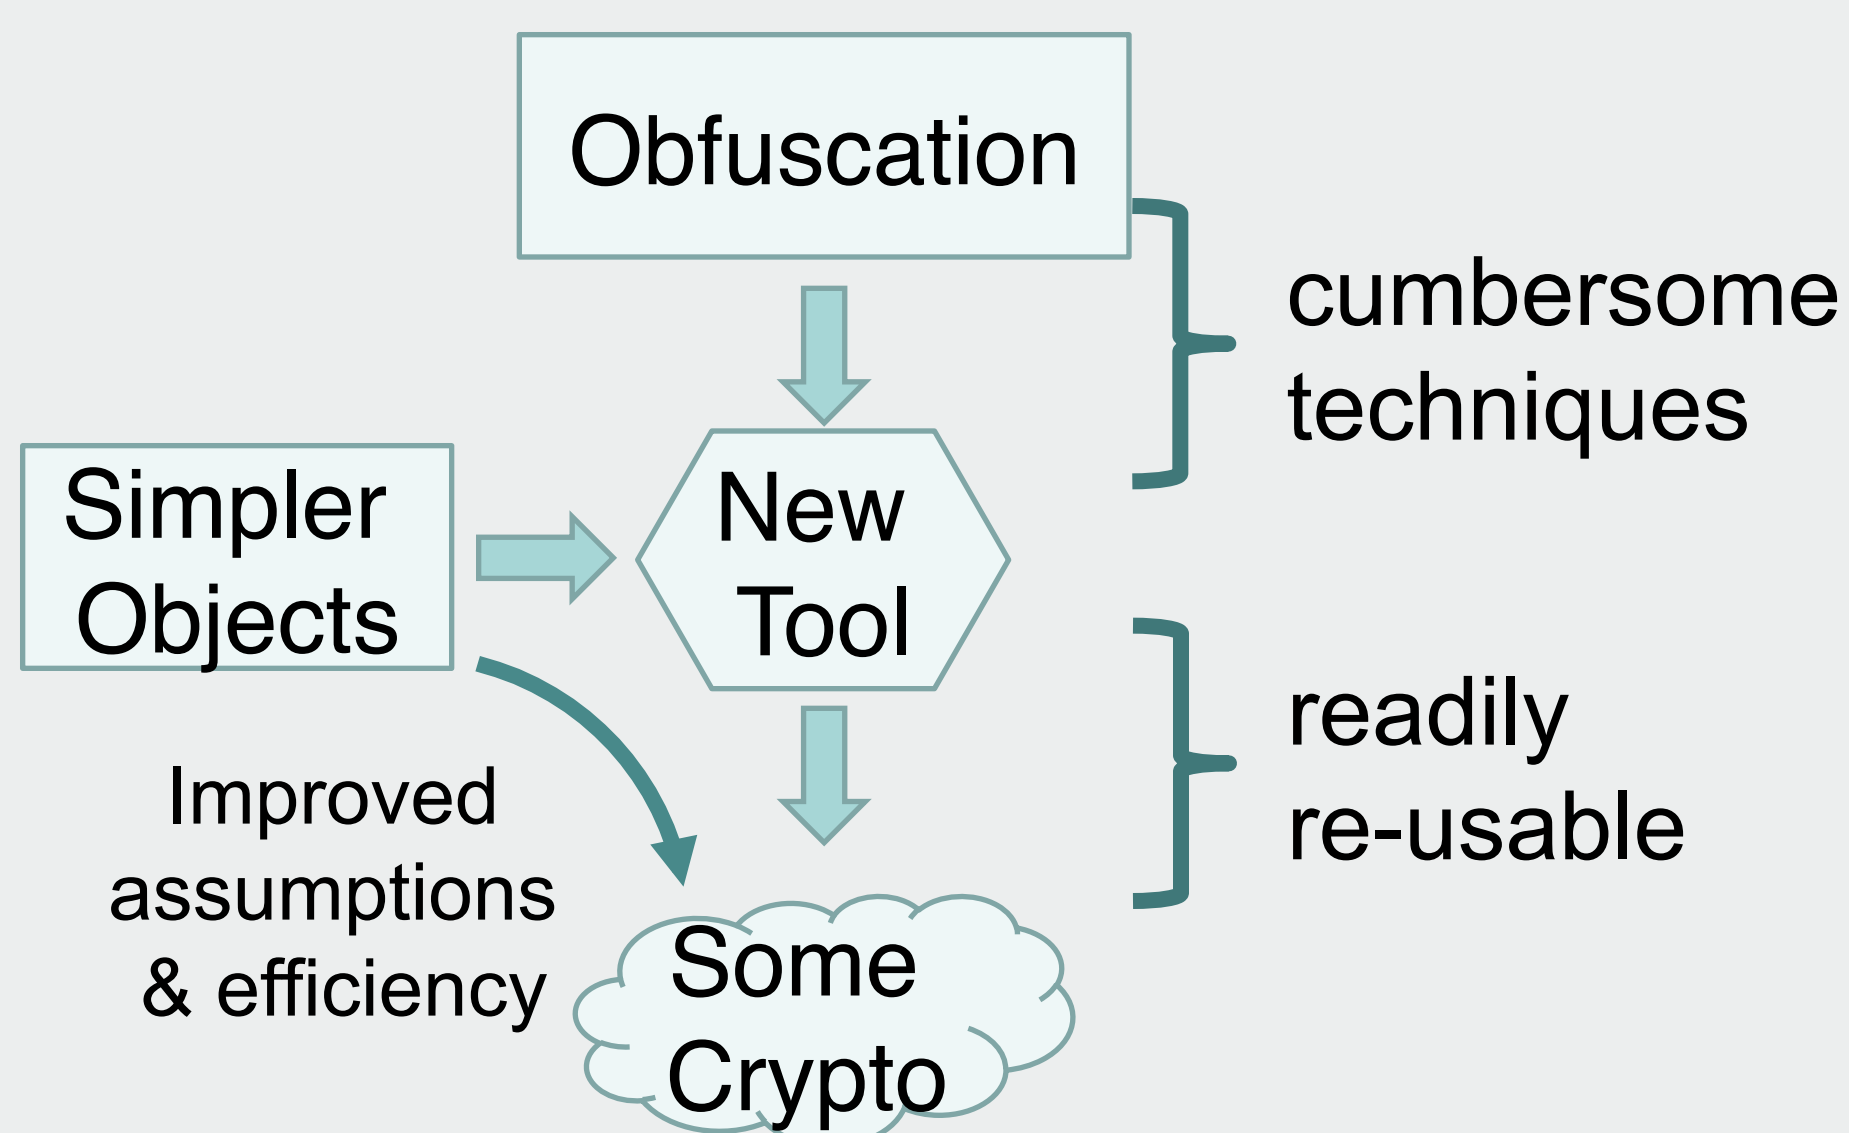 Obfuscation
cumbersome
techniques
Simpler
Objects
New
Tool
readily
re-usable
Improved
assumptions
& efficiency
Some
Crypto